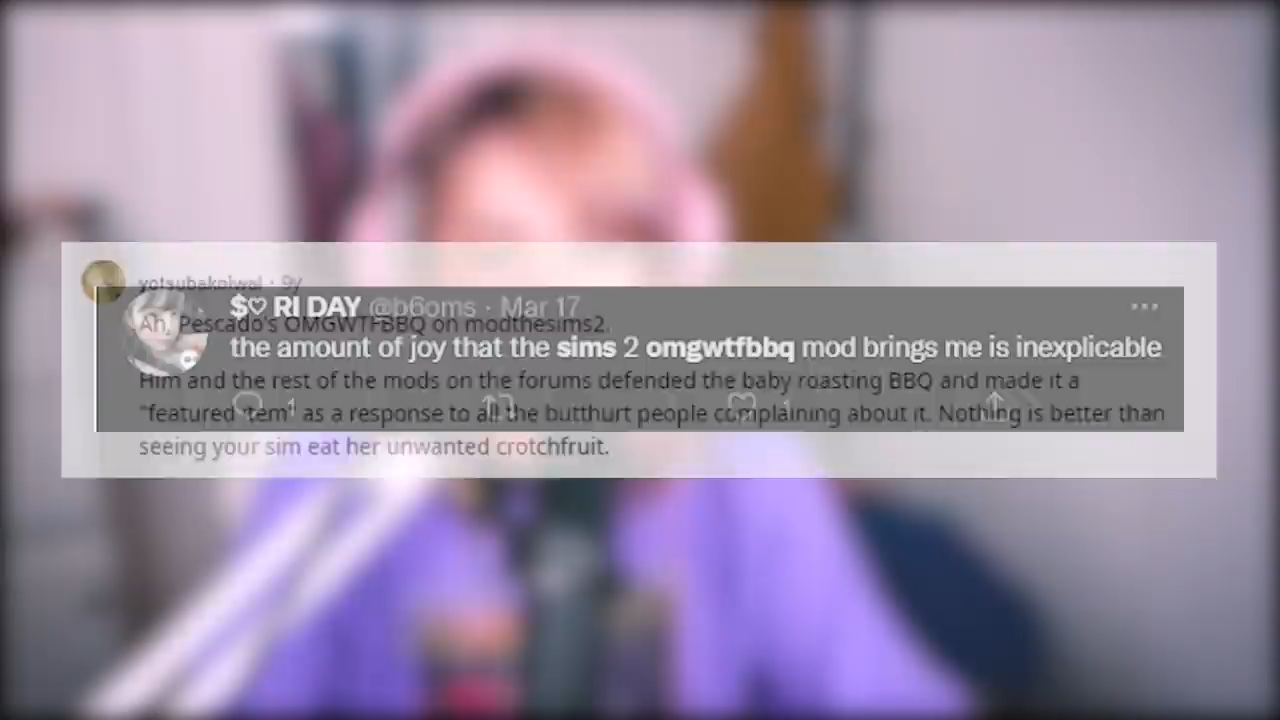 yotsubakoiwai · 9y
$♡ RI DAY @b6oms · Mar 17
Ah, Pescado's OMGWTFBBQ on modthesims2.
the amount of joy that the sims 2 omgwtfbbq mod brings me is inexplicable
Him and the rest of the mods on the forums defended the baby roasting BBQ and made it a
"featured item" as a response to all the butthurt people complaining about it. Nothing is better than
1 1
seeing your sim eat her unwanted crotchfruit.